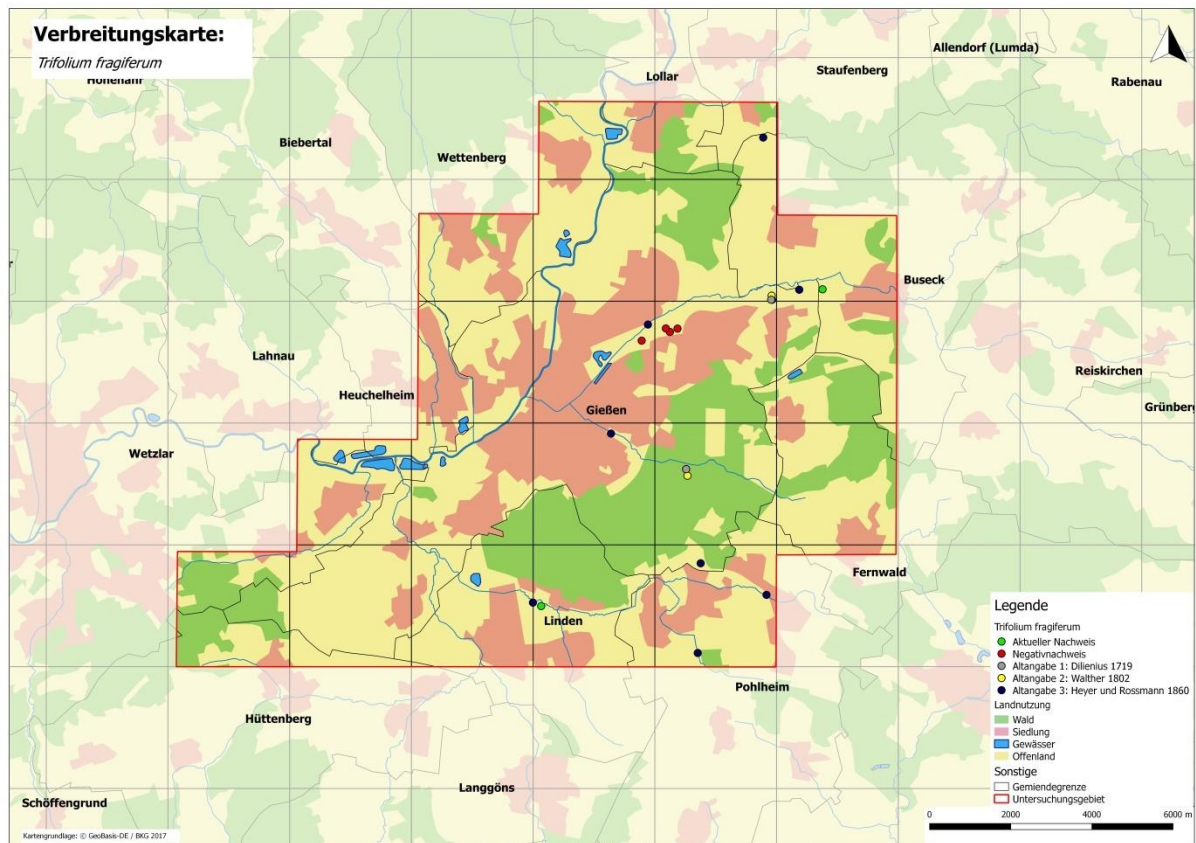 Verbreitungskarte:
Trifolium fragiferum
Hohenahr
Lollar
Allendorf (Lumda)
Staufenberg
Rabenau
Biebertal
Wettenberg
Buseck
Lahnau
Heuchelheim
Reiskirchen
Gießen
Grünberg
Wetzlar
Fernwald
Linden
Pohlheim
Hüttenberg
Langgöns
Schöffengrund
Legende
Trifolium fragiferum
Aktueller Nachweis
Negativnachweis
Altangabe 1: Dilienius 1719
Altangabe 2: Walther 1802
Altangabe 3: Heyer und Rossmann 1860
Landnutzung
Wald
Siedlung
Gewässer
Offenland
Sonstige
Gemiendegrenze
Untersuchungsgebiet
0 2000 4000 6000 m
Kartengrundlage: © GeoBasis-DE / BKG 2017